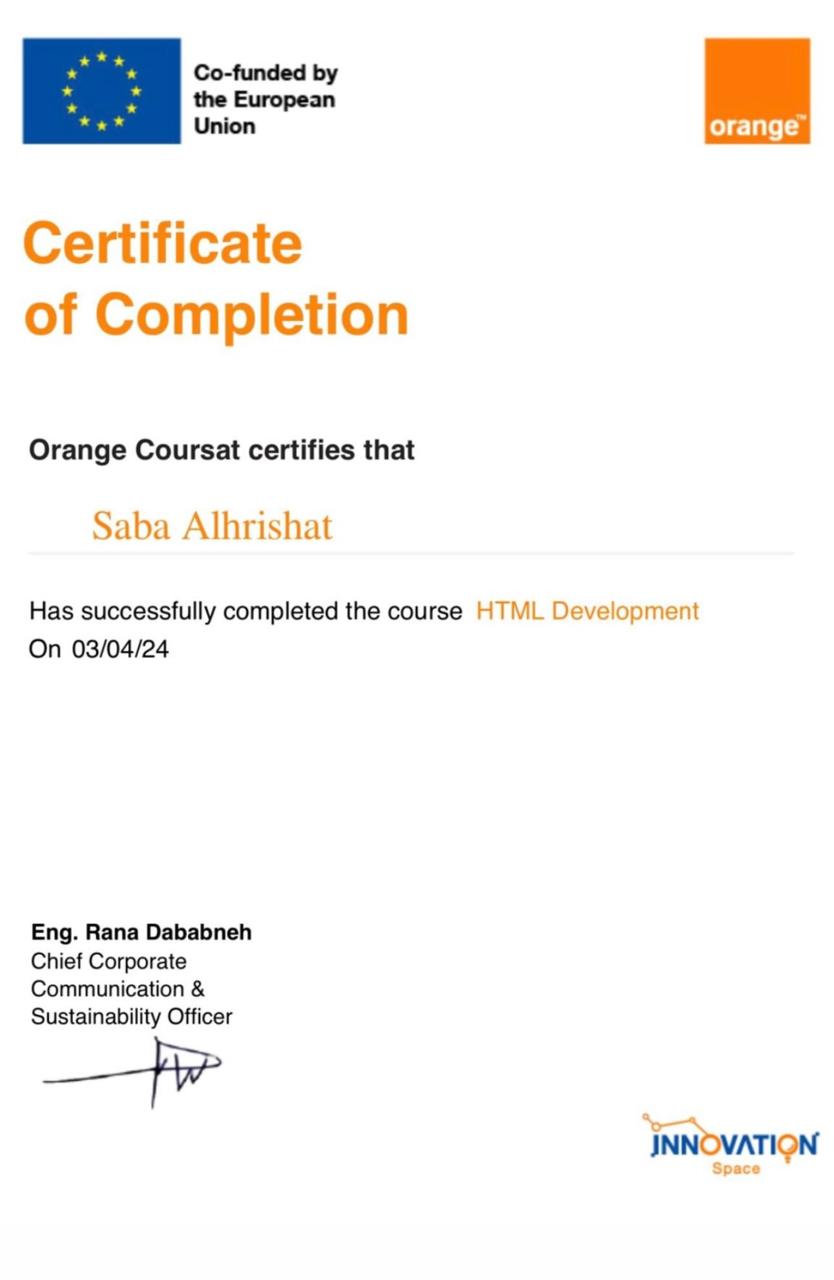 Co-funded by
the European
Union
orange™
Certificate
of Completion
Orange Coursat certifies that
Saba Alhrishat
Has successfully completed the course HTML Development
On 03/04/24
Eng. Rana Dababneh
Chief Corporate
Communication &
Sustainability Officer
INNOVATION
Space